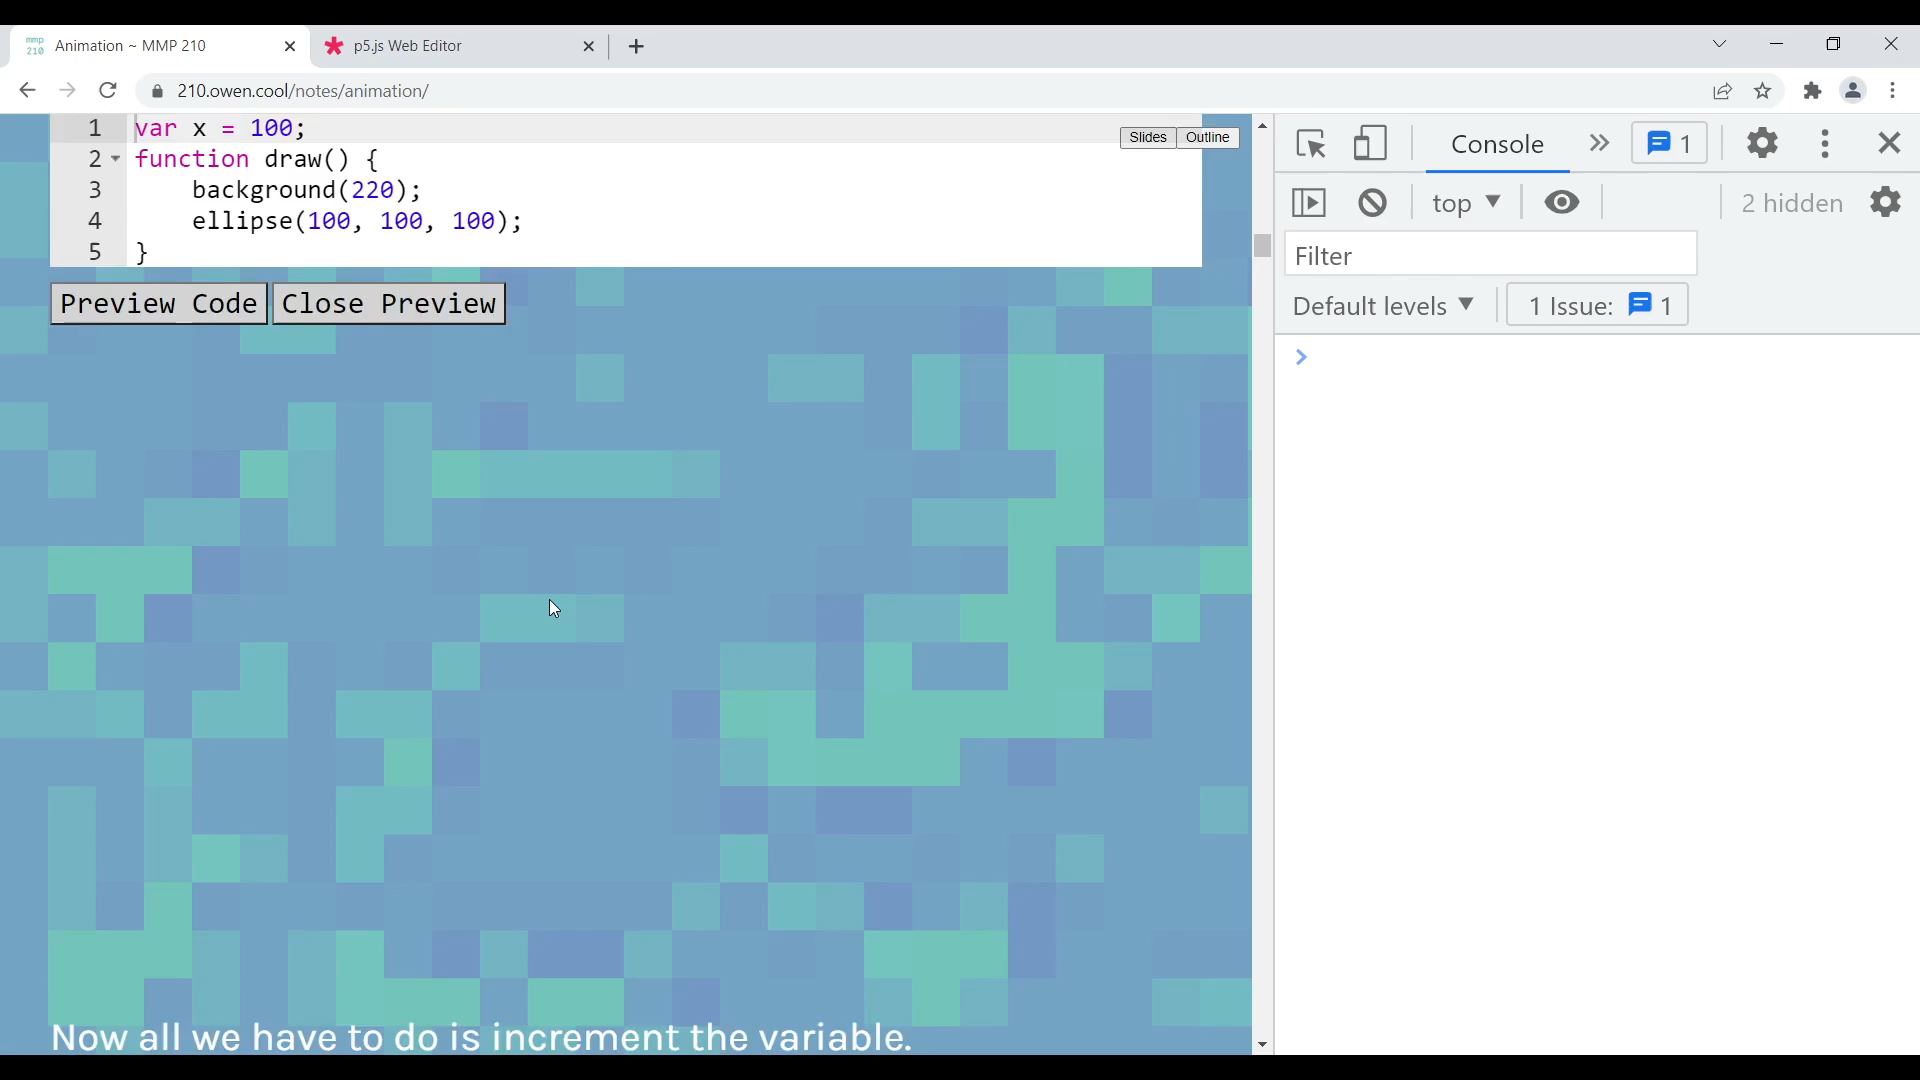 mmp
210
Animation ~ MMP 210
p5.js Web Editor
210.owen.cool/notes/animation/
1 var x = 100;
2 function draw() {
3 background(220);
4 ellipse(100, 100, 100);
5 }
Slides Outline
Preview Code Close Preview
Now all we have to do is increment the variable.
Console
1
top
2 hidden
Filter
Default levels
1 Issue: 1